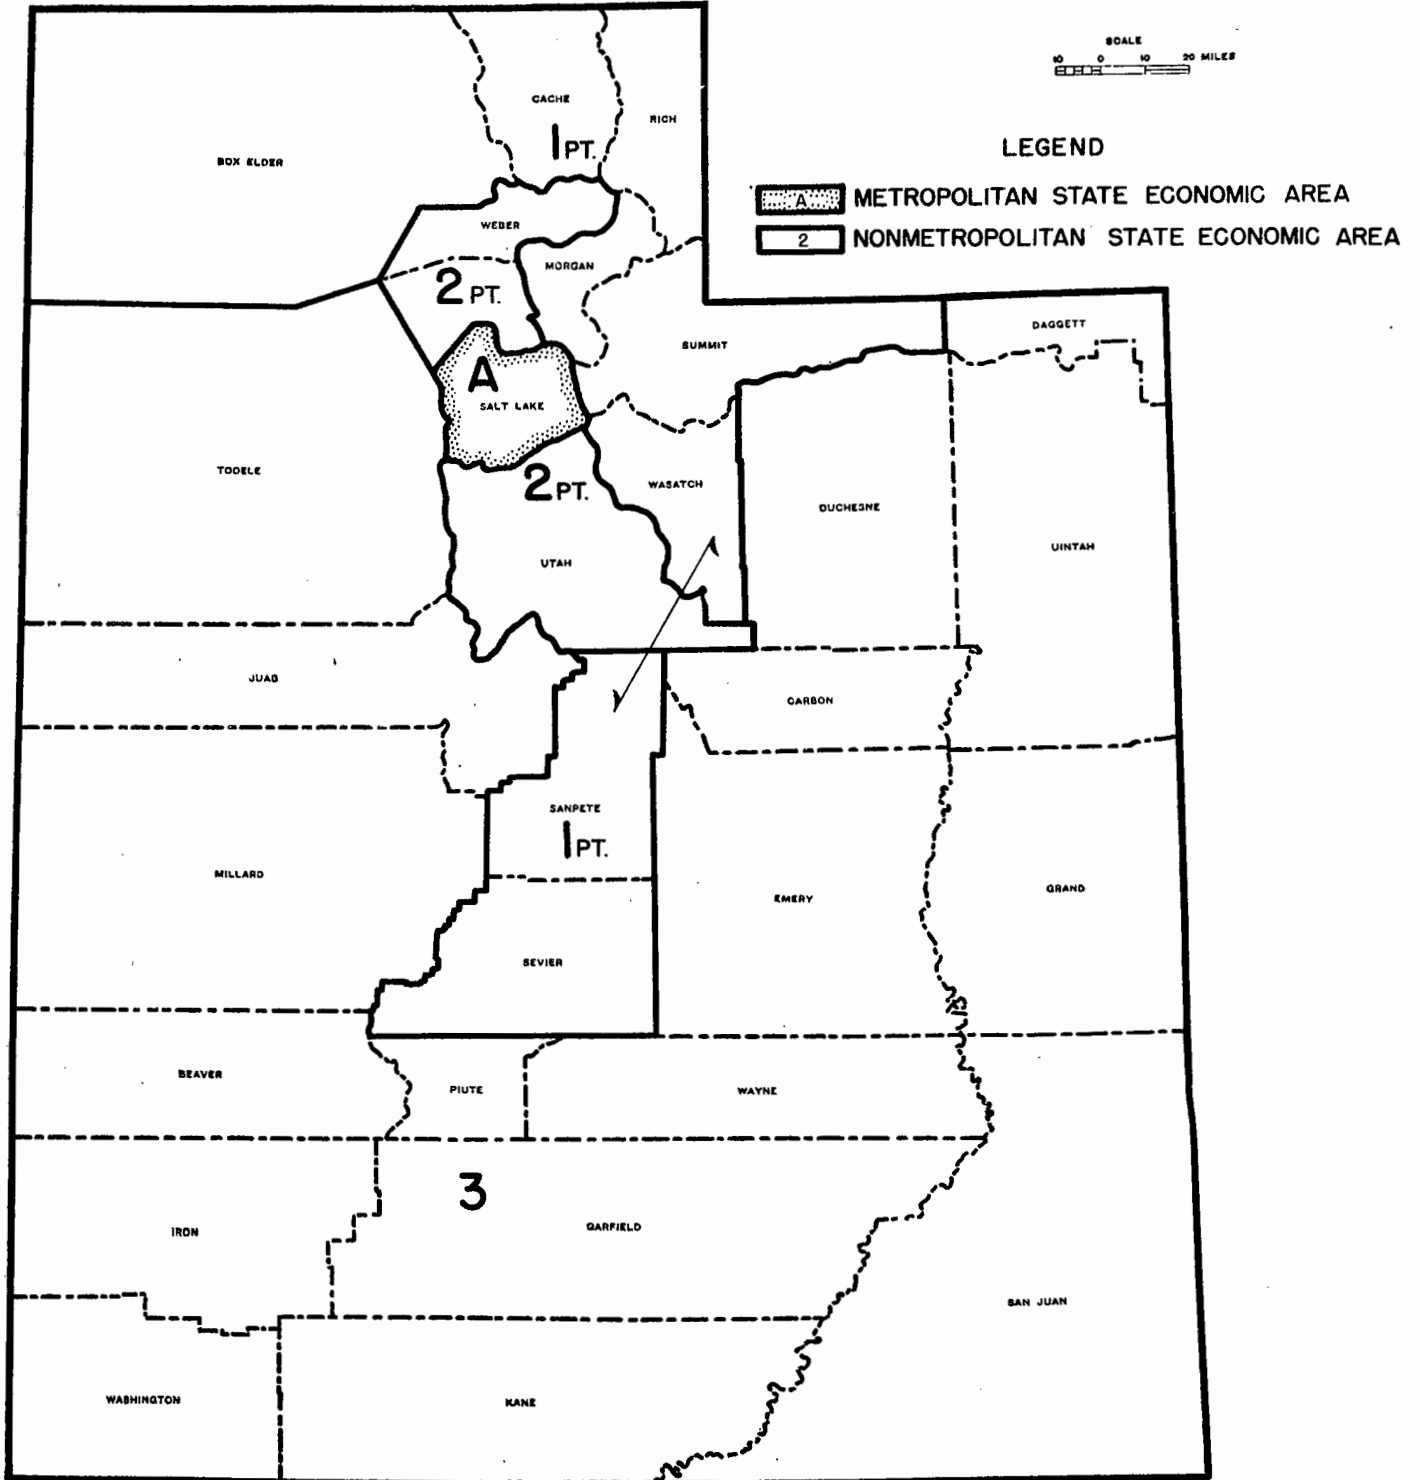 SCALE
10 0 10 20 MILES
LEGEND
A METROPOLITAN STATE ECONOMIC AREA
2 NONMETROPOLITAN STATE ECONOMIC AREA
CACHE
RICH
1 PT.
BOX ELDER
WEBER
MORGAN
2 PT.
DAGGETT
SUMMIT
A
SALT LAKE
TOOELE
2 PT.
WASATCH
DUCHESNE
UINTAH
UTAH
JUAB
CARBON
SANPETE
1 PT.
MILLARD
EMERY
GRAND
SEVIER
BEAVER
PIUTE
WAYNE
3
IRON
GARFIELD
SAN JUAN
WASHINGTON
KANE